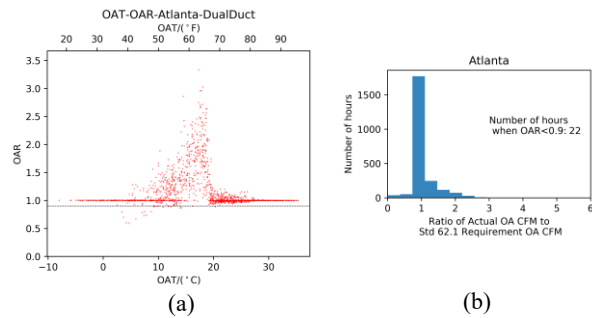 OAT-OAR-Atlanta-DualDuct
OAT/(°F)
20 30 40 50 60 70 80 90
3.5
3.0
2.5
2.0
1.5
1.0
0.5
0.0
OAR
−10 0 10 20 30
OAT/(°C)
(a)
Atlanta
1500
1000
500
0
Number of hours
Number of hours
when OAR<0.9: 22
0 1 2 3 4 5 6
Ratio of Actual OA CFM to
Std 62.1 Requirement OA CFM
(b)